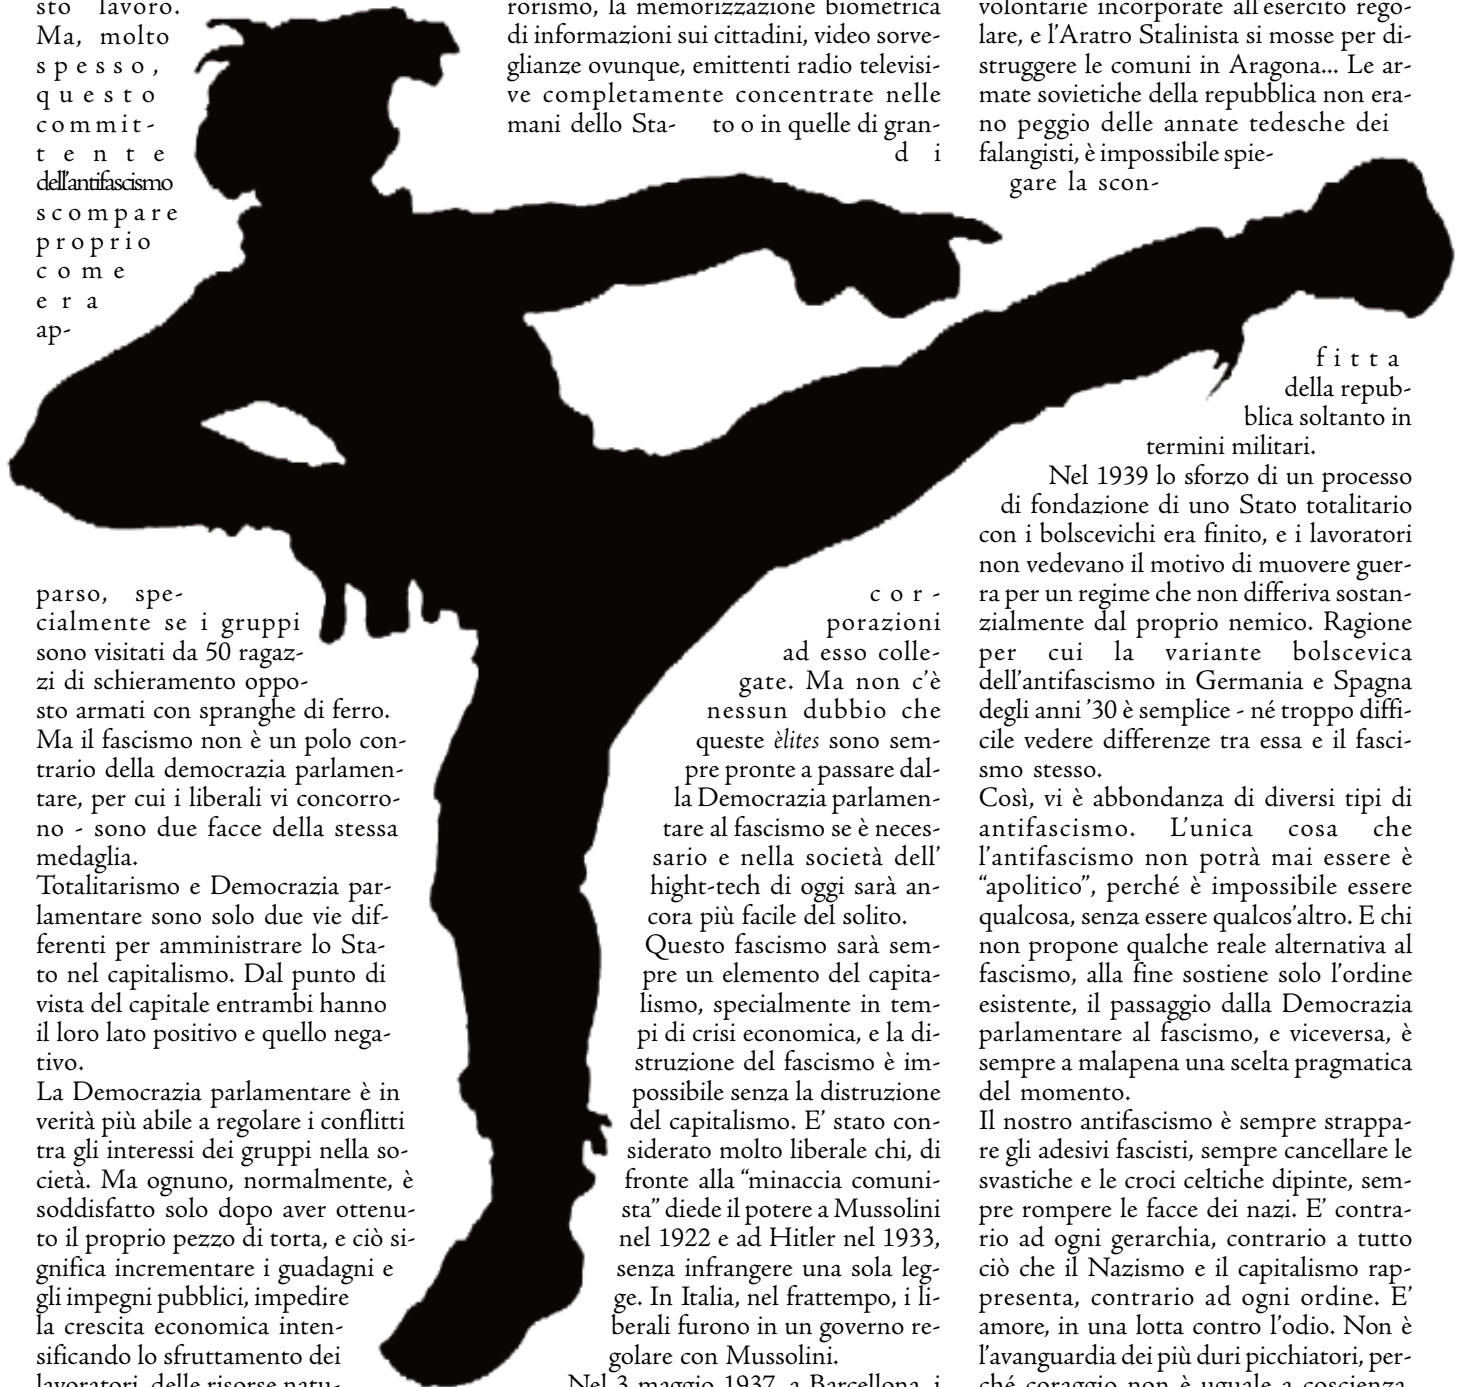 sto lavoro.
Ma, molto
spesso,
questo
commit-
tente
dell'antifascismo
scompare
proprio
come
era
ap-
parso, spe-
cialmente se i gruppi
sono visitati da 50 ragaz-
zi di schieramento oppo-
sto armati con spranghe di ferro.
Ma il fascismo non è un polo con-
trario della democrazia parlamen-
tare, per cui i liberali vi concorro-
no - sono due facce della stessa
medaglia.
Totalitarismo e Democrazia par-
lamentare sono solo due vie dif-
ferenti per amministrare lo Sta-
to nel capitalismo. Dal punto di
vista del capitale entrambi hanno
il loro lato positivo e quello nega-
tivo.
La Democrazia parlamentare è in
verità più abile a regolare i conflitti
tra gli interessi dei gruppi nella so-
cietà. Ma ognuno, normalmente, è
soddisfatto solo dopo aver ottenu-
to il proprio pezzo di torta, e ciò si-
gnifica incrementare i guadagni e
gli impegni pubblici, impedire
la crescita economica inten-
sificando lo sfruttamento dei
lavoratori, delle risorse natu-
rorismo, la memorizzazione biometrica
di informazioni sui cittadini, video sorve-
glianze ovunque, emittenti radio televisi-
ve completamente concentrate nelle
mani dello Sta- to o in quelle di gran-
d i
cor-
porazioni
ad esso colle-
gate. Ma non c'è
nessun dubbio che
queste èlites sono sem-
pre pronte a passare dal-
la Democrazia parlamen-
tare al fascismo se è neces-
sario e nella società dell'
hight-tech di oggi sarà an-
cora più facile del solito.
Questo fascismo sarà sem-
pre un elemento del capita-
lismo, specialmente in tem-
pi di crisi economica, e la di-
struzione del fascismo è im-
possibile senza la distruzione
del capitalismo. E' stato con-
siderato molto liberale chi, di
fronte alla “minaccia comuni-
sta” diede il potere a Mussolini
nel 1922 e ad Hitler nel 1933,
senza infrangere una sola leg-
ge. In Italia, nel frattempo, i li-
berali furono in un governo re-
golare con Mussolini.
Nel 3 maggio 1937, a Barcellona, i
volontarie incorporate all'esercito rego-
lare, e l'Aratro Stalinista si mosse per di-
struggere le comuni in Aragona... Le ar-
mate sovietiche della repubblica non era-
no peggio delle annate tedesche dei
falangisti, è impossibile spie-
gare la scon-
fitta
della repub-
blica soltanto in
termini militari.
Nel 1939 lo sforzo di un processo
di fondazione di uno Stato totalitario
con i bolscevichi era finito, e i lavoratori
non vedevano il motivo di muovere guer-
ra per un regime che non differiva sostan-
zialmente dal proprio nemico. Ragione
per cui la variante bolscevica
dell'antifascismo in Germania e Spagna
degli anni '30 è semplice - né troppo diffi-
cile vedere differenze tra essa e il fasci-
smo stesso.
Così, vi è abbondanza di diversi tipi di
antifascismo. L'unica cosa che
l'antifascismo non potrà mai essere è
“apolitico”, perché è impossibile essere
qualcosa, senza essere qualcos'altro. E chi
non propone qualche reale alternativa al
fascismo, alla fine sostiene solo l'ordine
esistente, il passaggio dalla Democrazia
parlamentare al fascismo, e viceversa, è
sempre a malapena una scelta pragmatica
del momento.
Il nostro antifascismo è sempre strappa-
re gli adesivi fascisti, sempre cancellare le
svastiche e le croci celtiche dipinte, sem-
pre rompere le facce dei nazi. E' contra-
rio ad ogni gerarchia, contrario a tutto
ciò che il Nazismo e il capitalismo rap-
presenta, contrario ad ogni ordine. E'
amore, in una lotta contro l'odio. Non è
l'avanguardia dei più duri picchiatori, per-
ché coraggio non è uguale a coscienza.